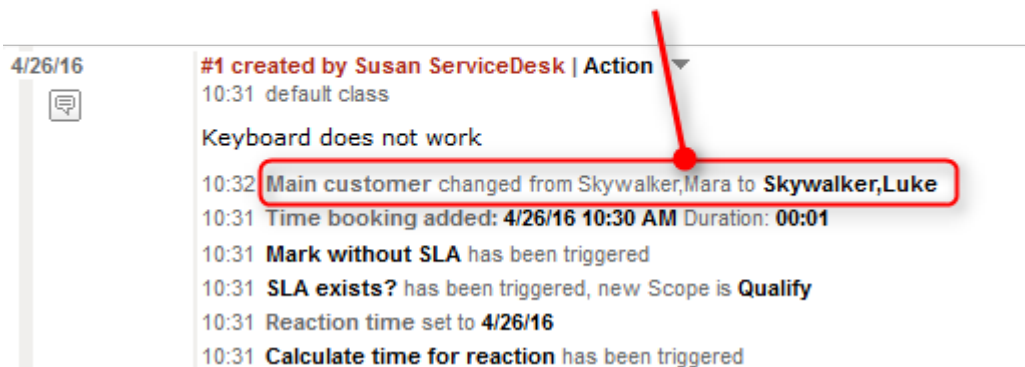 4/26/16 #1 created by Susan ServiceDesk | Action
10:31 default class
Keyboard does not work
10:32 Main customer changed from Skywalker,Mara to Skywalker,Luke
10:31 Time booking added: 4/26/16 10:30 AM Duration: 00:01
10:31 Mark without SLA has been triggered
10:31 SLA exists? has been triggered, new Scope is Qualify
10:31 Reaction time set to 4/26/16
10:31 Calculate time for reaction has been triggered